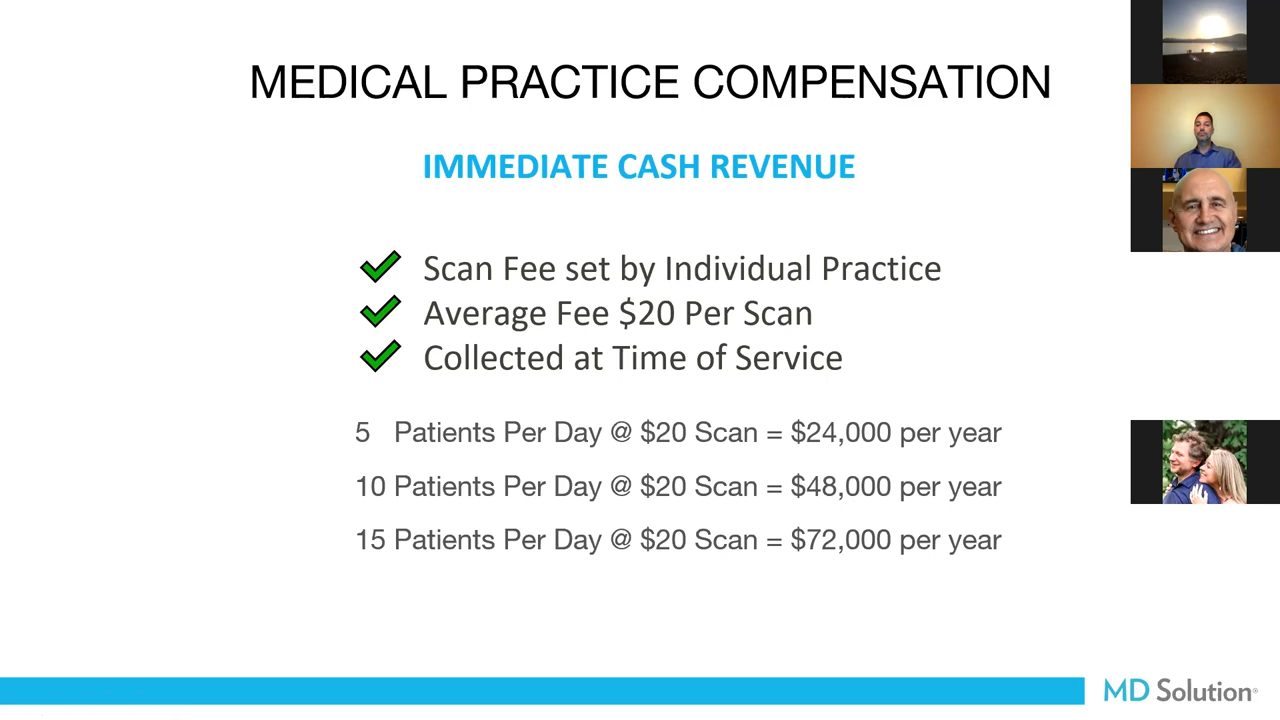 MEDICAL PRACTICE COMPENSATION
IMMEDIATE CASH REVENUE
Scan Fee set by Individual Practice
Average Fee $20 Per Scan
Collected at Time of Service
5 Patients Per Day @ $20 Scan = $24,000 per year
10 Patients Per Day @ $20 Scan = $48,000 per year
15 Patients Per Day @ $20 Scan = $72,000 per year
MD Solution®